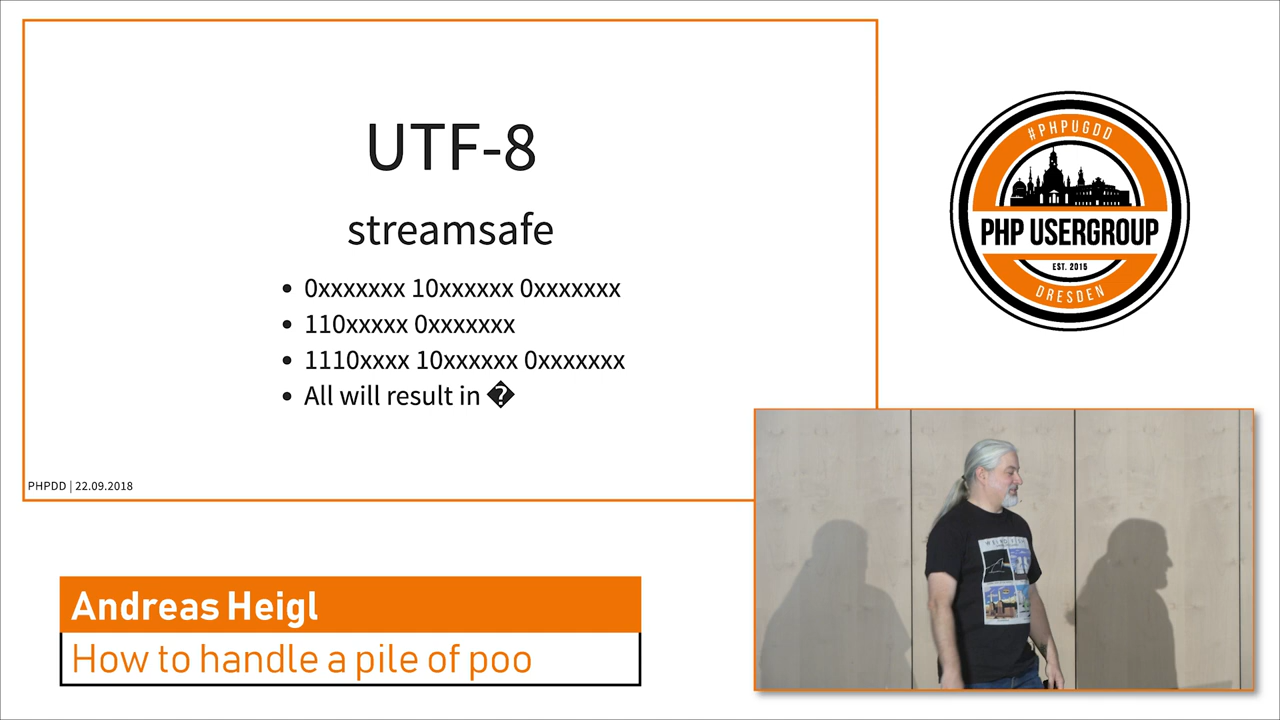 UTF-8
streamsafe
• 0xxxxxxx 10xxxxxx 0xxxxxxx
• 110xxxxx 0xxxxxxx
• 1110xxxx 10xxxxxx 0xxxxxxx
• All will result in �
PHPDD | 22.09.2018
#PHPUGDD
PHP USERGROUP
EST. 2015
DRESDEN
Andreas Heigl
How to handle a pile of poo